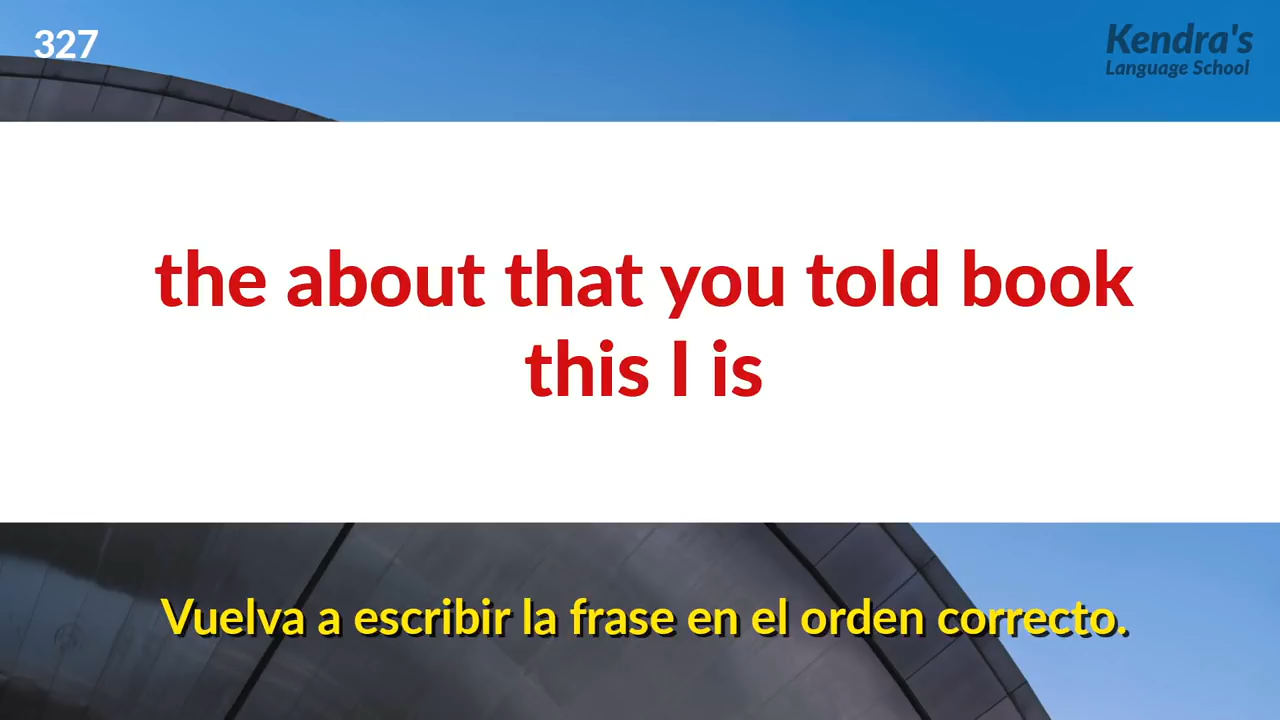 327
Kendra's
Language School
the about that you told book
this I is
Vuelva a escribir la frase en el orden correcto.